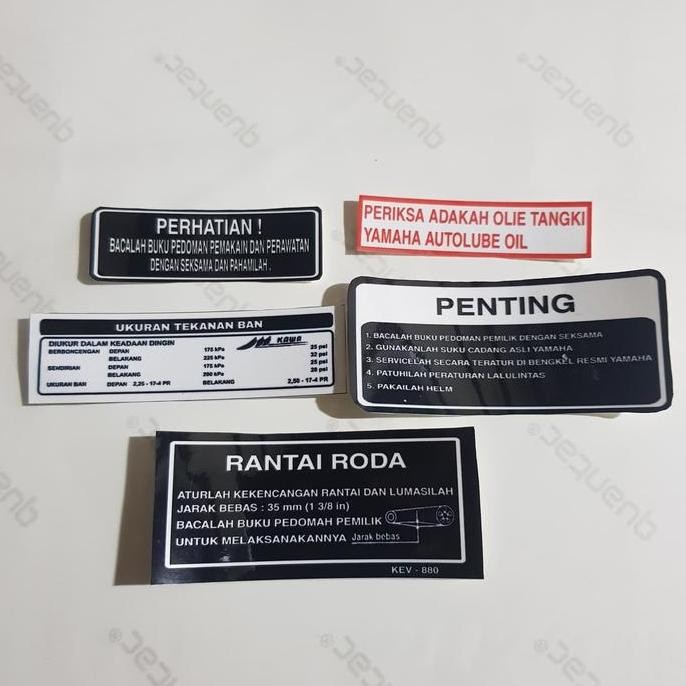 PERHATIAN !
BACALAH BUKU PEDOMAN PEMAKAIN DAN PERAWATAN
DENGAN SEKSAMA DAN PAHAMILAH .
PERIKSA ADAKAH OLIE TANGKI
YAMAHA AUTOLUBE OIL
UKURAN TEKANAN BAN
DIUKUR DALAM KEADAAN DINGIN KAWA
BERBONCENGAN DEPAN 175 kPa 25 psi
BELAKANG 225 kPa 32 psi
SENDIRIAN DEPAN 175 kPa 25 psi
BELAKANG 200 kPa 28 psi
UKURAN BAN DEPAN 2,25 - 17-4 PR 2,50 - 17-4 PR
PENTING
1. BACALAH BUKU PEDOMAN PEMILIK DENGAN SEKSAMA
2. GUNAKANLAH SUKU CADANG ASLI YAMAHA
3. SERVICELAH SECARA TERATUR DI BENGKEL RESMI YAMAHA
4. PATUHILAH PERATURAN LALULINTAS
5. PAKAILAH HELM
RANTAI RODA
ATURLAH KEKENCANGAN RANTAI DAN LUMASILAH
JARAK BEBAS : 35 mm (1 3/8 in)
BACALAH BUKU PEDOMAH PEMILIK
UNTUK MELAKSANAKANNYA Jarak bebas
KEV - 880